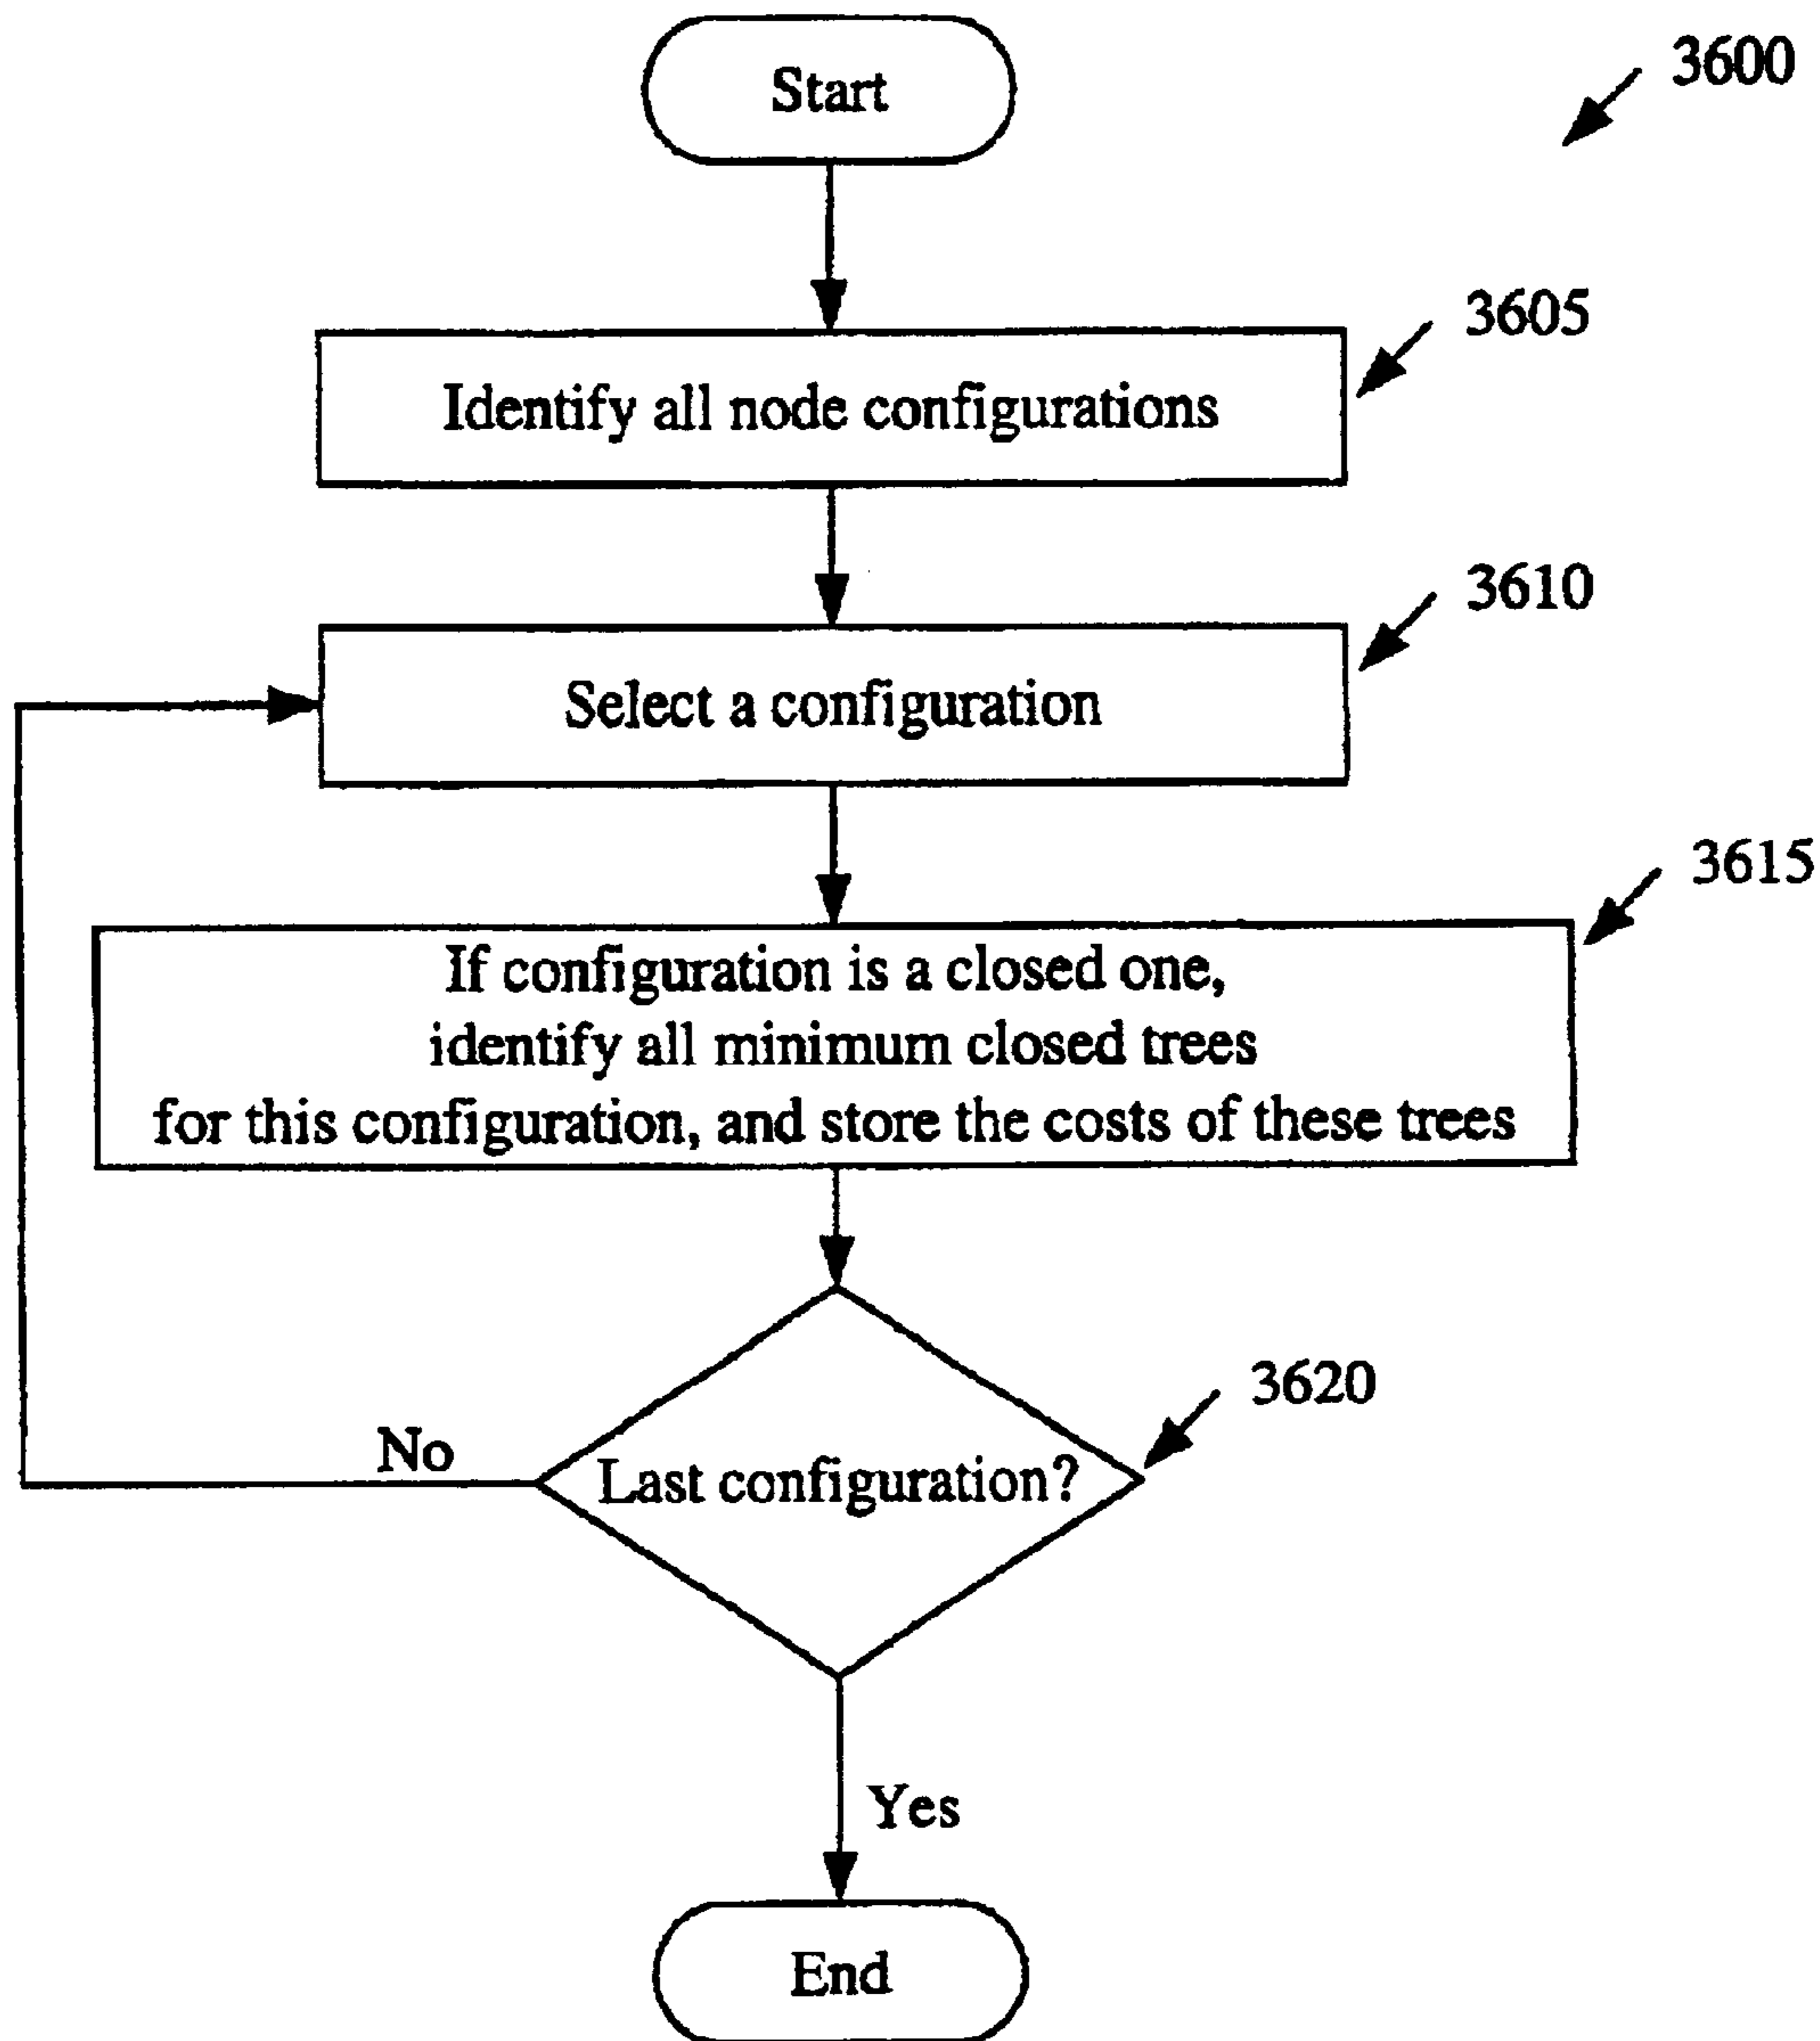 Start
3600
3605
Identify all node configurations
3610
Select a configuration
3615
If configuration is a closed one,
identify all minimum closed trees
for this configuration, and store the costs of these trees
3620
No
Last configuration?
Yes
End